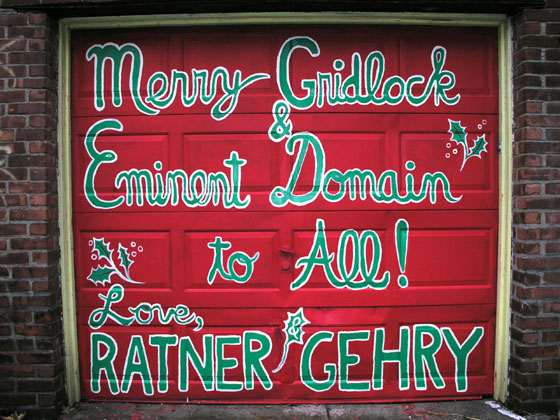 Merry Gridlock
&
Eminent Domain
to All!
Love,
RATNER & GEHRY